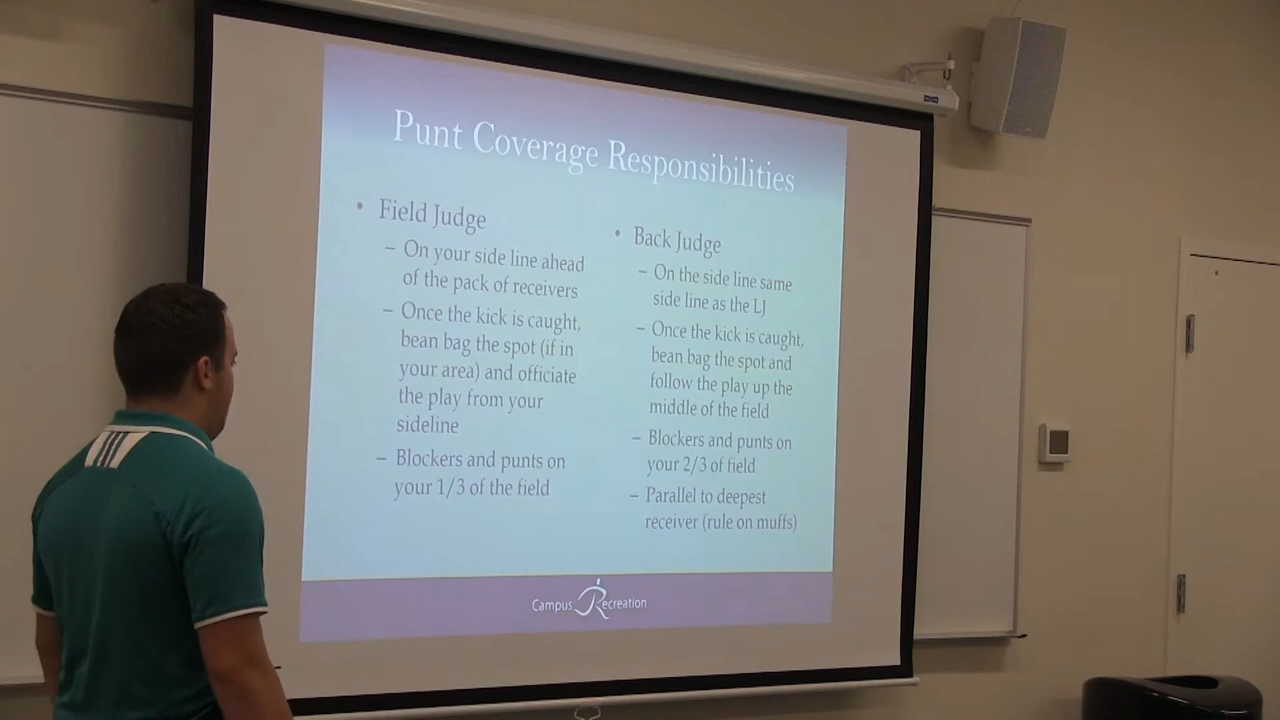 Punt Coverage Responsibilities
• Field Judge
– On your side line ahead
of the pack of receivers
– Once the kick is caught,
bean bag the spot (if in
your area) and officiate
the play from your
sideline
– Blockers and punts on
your 1/3 of the field
• Back Judge
– On the side line same
side line as the LJ
– Once the kick is caught,
bean bag the spot and
follow the play up the
middle of the field
– Blockers and punts on
your 2/3 of field
– Parallel to deepest
receiver (rule on muffs)
Campus Recreation